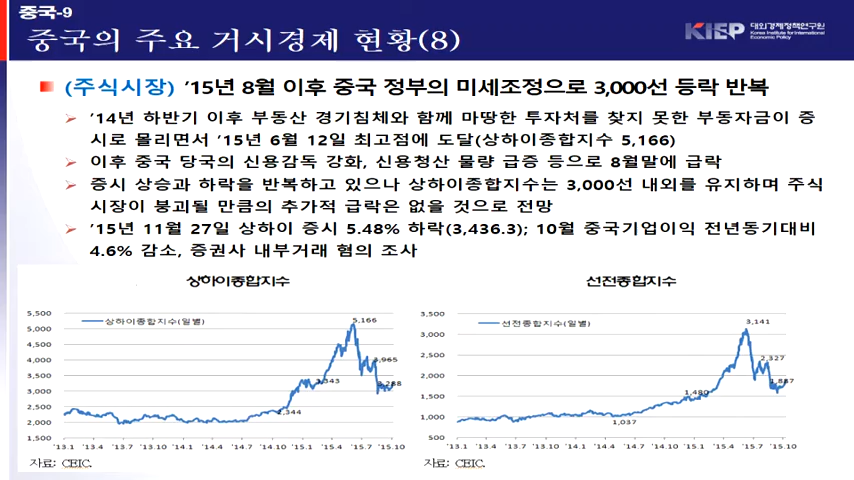 중국-9
중국의 주요 거시경제 현황(8)
KIEP 대외경제정책연구원
Korea Institute for International
Economic Policy
(주식시장) ’15년 8월 이후 중국 정부의 미세조정으로 3,000선 등락 반복
’14년 하반기 이후 부동산 경기침체와 함께 마땅한 투자처를 찾지 못한 부동자금이 증
시로 몰리면서 ’15년 6월 12일 최고점에 도달(상하이종합지수 5,166)
이후 중국 당국의 신용감독 강화, 신용청산 물량 급증 등으로 8월말에 급락
증시 상승과 하락을 반복하고 있으나 상하이종합지수는 3,000선 내외를 유지하며 주식
시장이 붕괴될 만큼의 추가적 급락은 없을 것으로 전망
’15년 11월 27일 상하이 증시 5.48% 하락(3,436.3); 10월 중국기업이익 전년동기대비
4.6% 감소, 증권사 내부거래 혐의 조사
상하이종합지수
5,500
5,000
4,500
4,000
3,500
3,000
2,500
2,000
1,500
상하이종합지수(일별)
5,166
3,965
3,343
2,344
'13.1 '13.4 '13.7 '13.10 '14.1 '14.4 '14.7 '14.10 '15.1 '15.4 '15.7 '15.10
자료: CEIC.
선전종합지수
3,500
3,000
2,500
2,000
1,500
1,000
500
선전종합지수(일별)
3,141
2,327
1,480
1,037
'13.1 '13.4 '13.7 '13.10 '14.1 '14.4 '14.7 '14.10 '15.1 '15.4 '15.7 '15.10
자료: CEIC.